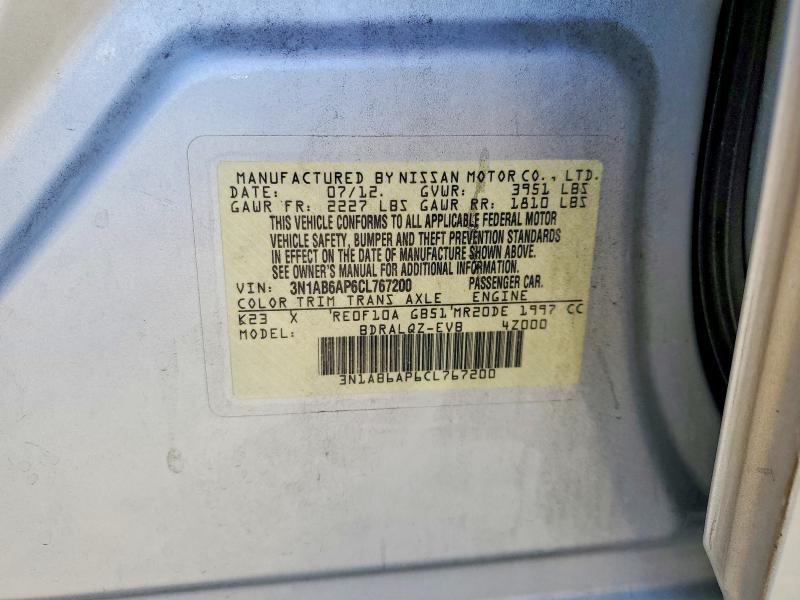 MANUFACTURED BY NISSAN MOTOR CO., LTD.
DATE: 07/12. GVWR: 3951 LBS
GAWR FR: 2227 LBS GAWR RR: 1810 LBS
THIS VEHICLE CONFORMS TO ALL APPLICABLE FEDERAL MOTOR
VEHICLE SAFETY, BUMPER AND THEFT PREVENTION STANDARDS
IN EFFECT ON THE DATE OF MANUFACTURE SHOWN ABOVE.
SEE OWNER'S MANUAL FOR ADDITIONAL INFORMATION.
VIN: 3N1AB6AP6CL767200 PASSENGER CAR.
COLOR TRIM TRANS AXLE ENGINE
K23 X 'RE0F10A GB51'MR20DE 1997 CC
MODEL: BDRALQZ-EVB 4Z000
3N1AB6AP6CL767200